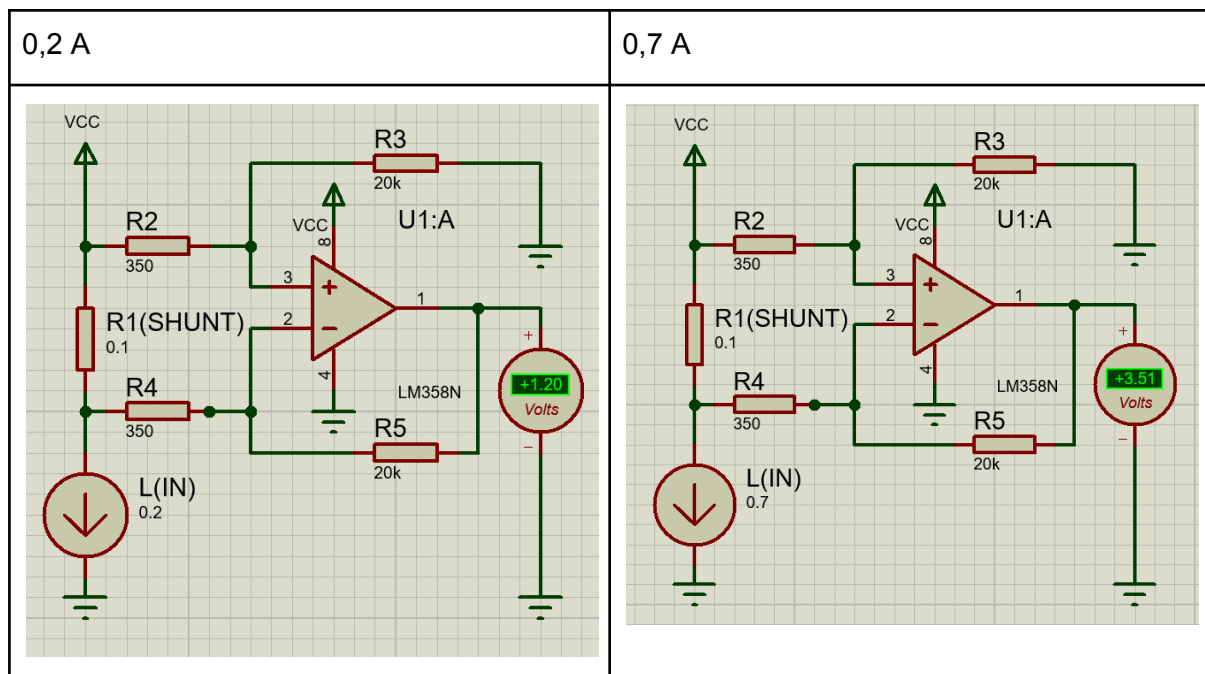 0,2 A
0,7 A
VCC
R3
20k
R2
350
VCC
8
U1:A
3
2
1
4
R1(SHUNT)
0.1
LM358N
+1.20
Volts
R4
350
R5
20k
L(IN)
0.2
VCC
R3
20k
R2
350
VCC
8
U1:A
3
2
1
4
R1(SHUNT)
0.1
LM358N
+3.51
Volts
R4
350
R5
20k
L(IN)
0.7